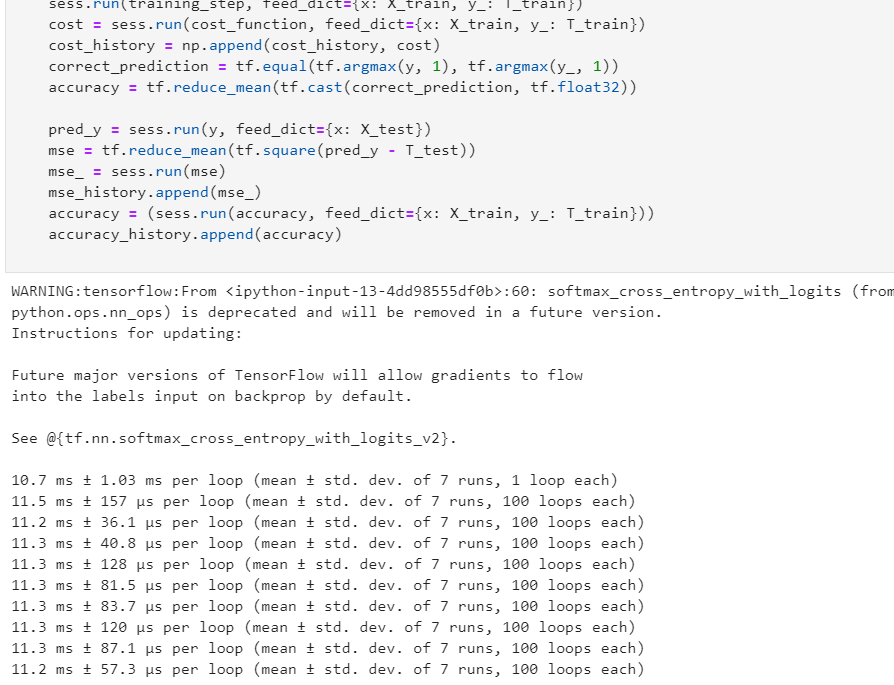 sess.run(training_step, feed_dict={x: X_train, y_: T_train})
cost = sess.run(cost_function, feed_dict={x: X_train, y_: T_train})
cost_history = np.append(cost_history, cost)
correct_prediction = tf.equal(tf.argmax(y, 1), tf.argmax(y_, 1))
accuracy = tf.reduce_mean(tf.cast(correct_prediction, tf.float32))
pred_y = sess.run(y, feed_dict={x: X_test})
mse = tf.reduce_mean(tf.square(pred_y - T_test))
mse_ = sess.run(mse)
mse_history.append(mse_)
accuracy = (sess.run(accuracy, feed_dict={x: X_train, y_: T_train}))
accuracy_history.append(accuracy)
WARNING:tensorflow:From <ipython-input-13-4dd98555df0b>:60: softmax_cross_entropy_with_logits (from
python.ops.nn_ops) is deprecated and will be removed in a future version.
Instructions for updating:
Future major versions of TensorFlow will allow gradients to flow
into the labels input on backprop by default.
See @{tf.nn.softmax_cross_entropy_with_logits_v2}.
10.7 ms ± 1.03 ms per loop (mean ± std. dev. of 7 runs, 1 loop each)
11.5 ms ± 157 µs per loop (mean ± std. dev. of 7 runs, 100 loops each)
11.2 ms ± 36.1 µs per loop (mean ± std. dev. of 7 runs, 100 loops each)
11.3 ms ± 40.8 µs per loop (mean ± std. dev. of 7 runs, 100 loops each)
11.3 ms ± 128 µs per loop (mean ± std. dev. of 7 runs, 100 loops each)
11.3 ms ± 81.5 µs per loop (mean ± std. dev. of 7 runs, 100 loops each)
11.3 ms ± 83.7 µs per loop (mean ± std. dev. of 7 runs, 100 loops each)
11.3 ms ± 120 µs per loop (mean ± std. dev. of 7 runs, 100 loops each)
11.3 ms ± 87.1 µs per loop (mean ± std. dev. of 7 runs, 100 loops each)
11.2 ms ± 57.3 µs per loop (mean ± std. dev. of 7 runs, 100 loops each)